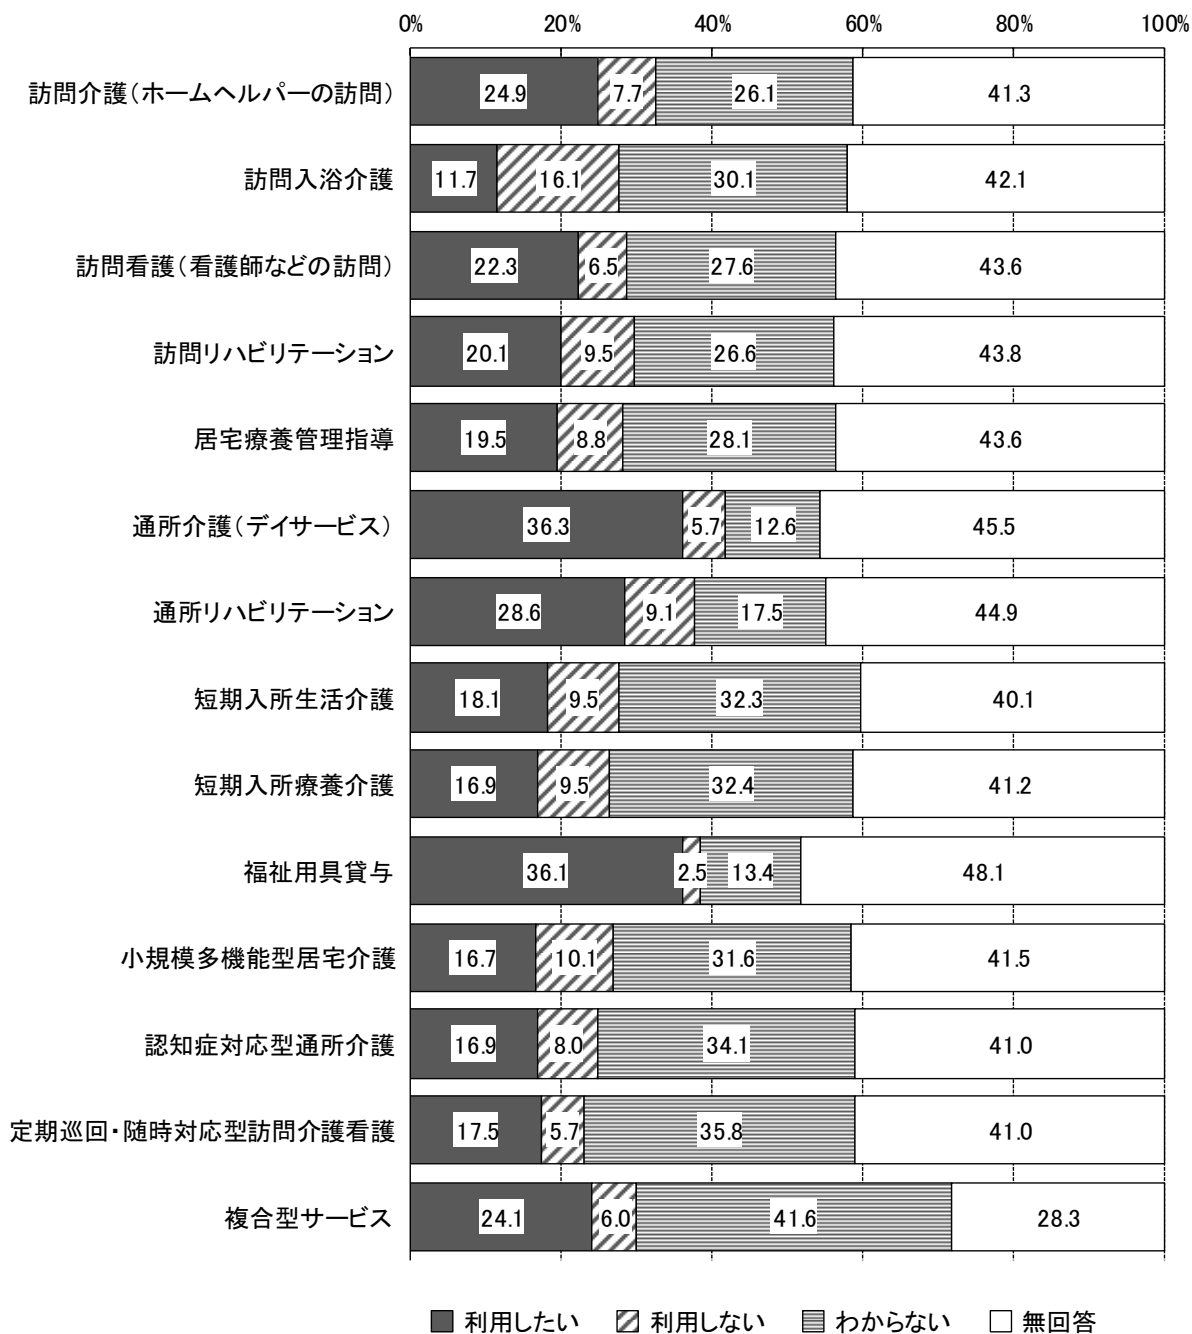 0% 20% 40% 60% 80% 100%
訪問介護(ホームヘルパーの訪問) 24.9 7.7 26.1 41.3
訪問入浴介護 11.7 16.1 30.1 42.1
訪問看護(看護師などの訪問) 22.3 6.5 27.6 43.6
訪問リハビリテーション 20.1 9.5 26.6 43.8
居宅療養管理指導 19.5 8.8 28.1 43.6
通所介護(デイサービス) 36.3 5.7 12.6 45.5
通所リハビリテーション 28.6 9.1 17.5 44.9
短期入所生活介護 18.1 9.5 32.3 40.1
短期入所療養介護 16.9 9.5 32.4 41.2
福祉用具貸与 36.1 2.5 13.4 48.1
小規模多機能型居宅介護 16.7 10.1 31.6 41.5
認知症対応型通所介護 16.9 8.0 34.1 41.0
定期巡回・随時対応型訪問介護看護 17.5 5.7 35.8 41.0
複合型サービス 24.1 6.0 41.6 28.3
利用したい 利用しない わからない 無回答